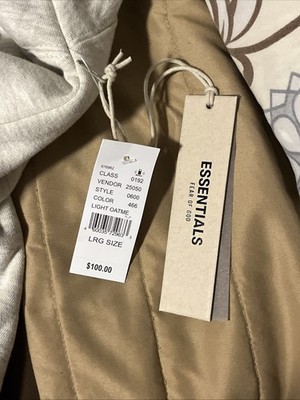 CLASS 0192
VENDOR 25050
STYLE 0600
COLOR 466
LIGHT OATME
LRG SIZE
$100.00
ESSENTIALS
FEAR OF GOD